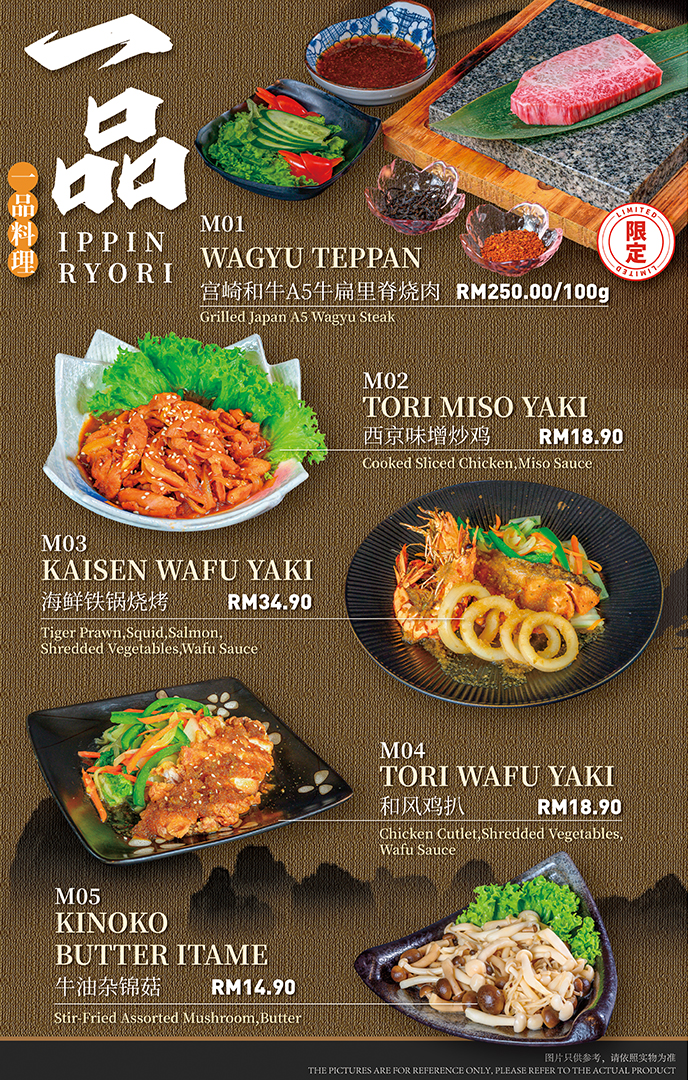 一品
一品料理
IPPIN
RYORI
M01
WAGYU TEPPAN
宫崎和牛A5牛扁里脊烧肉 RM250.00/100g
Grilled Japan A5 Wagyu Steak
LIMITED
限定
LIMITED
M02
TORI MISO YAKI
西京味增炒鸡 RM18.90
Cooked Sliced Chicken,Miso Sauce
M03
KAISEN WAFU YAKI
海鲜铁锅烧烤 RM34.90
Tiger Prawn,Squid,Salmon,
Shredded Vegetables,Wafu Sauce
M04
TORI WAFU YAKI
和风鸡扒 RM18.90
Chicken Cutlet,Shredded Vegetables,
Wafu Sauce
M05
KINOKO
BUTTER ITAME
牛油杂锦菇 RM14.90
Stir-Fried Assorted Mushroom,Butter
图片只供参考，请依照实物为准
THE PICTURES ARE FOR REFERENCE ONLY, PLEASE REFER TO THE ACTUAL PRODUCT